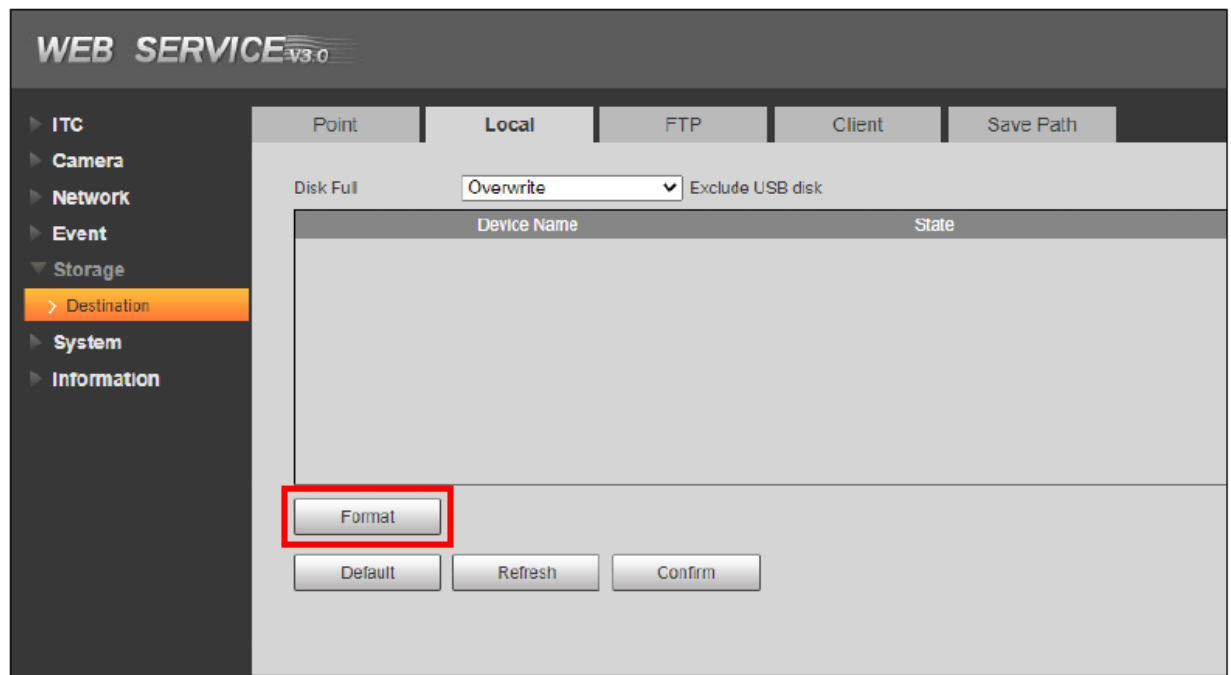 WEB SERVICE V3.0
ITC
Camera
Network
Event
Storage
Destination
System
Information
Point Local FTP Client Save Path
Disk Full Overwrite Exclude USB disk
Device Name State
Format
Default Refresh Confirm